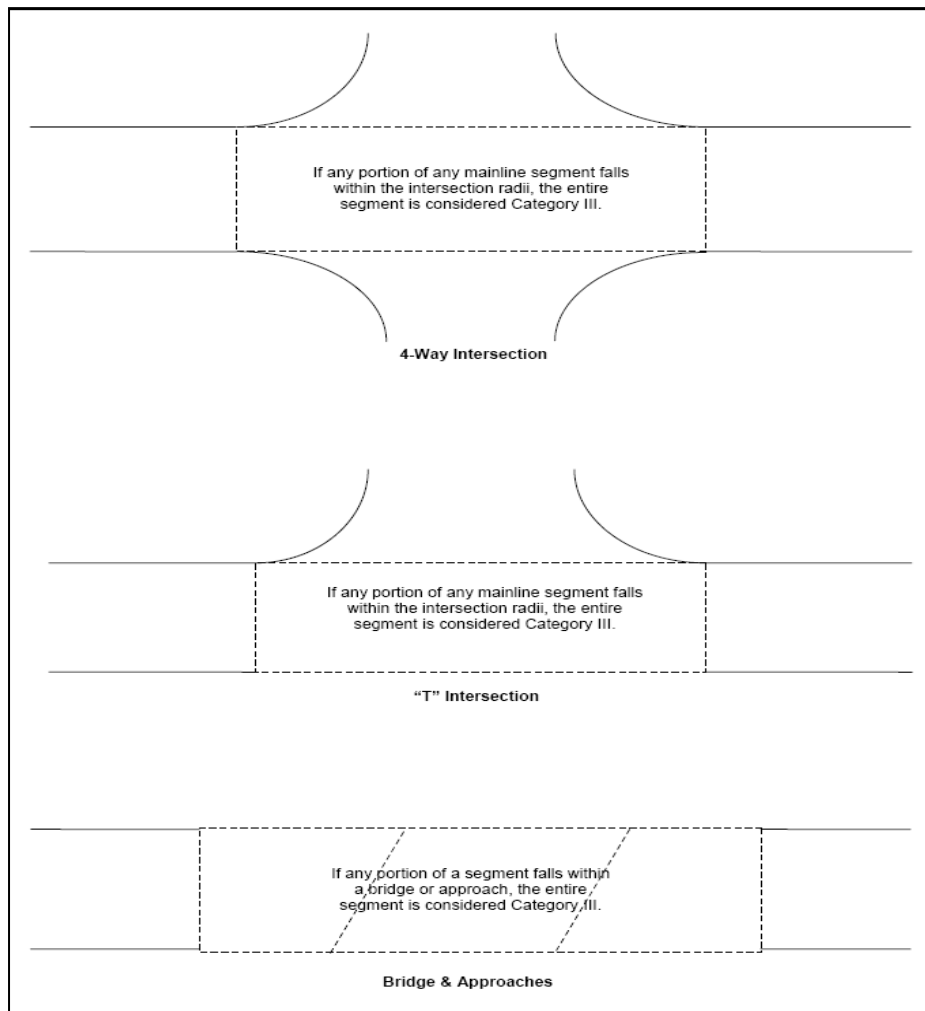 If any portion of any mainline segment falls
within the intersection radii, the entire
segment is considered Category III.
4-Way Intersection
If any portion of any mainline segment falls
within the intersection radii, the entire
segment is considered Category III.
“T” Intersection
If any portion of a segment falls within
a bridge or approach, the entire
segment is considered Category III.
Bridge & Approaches